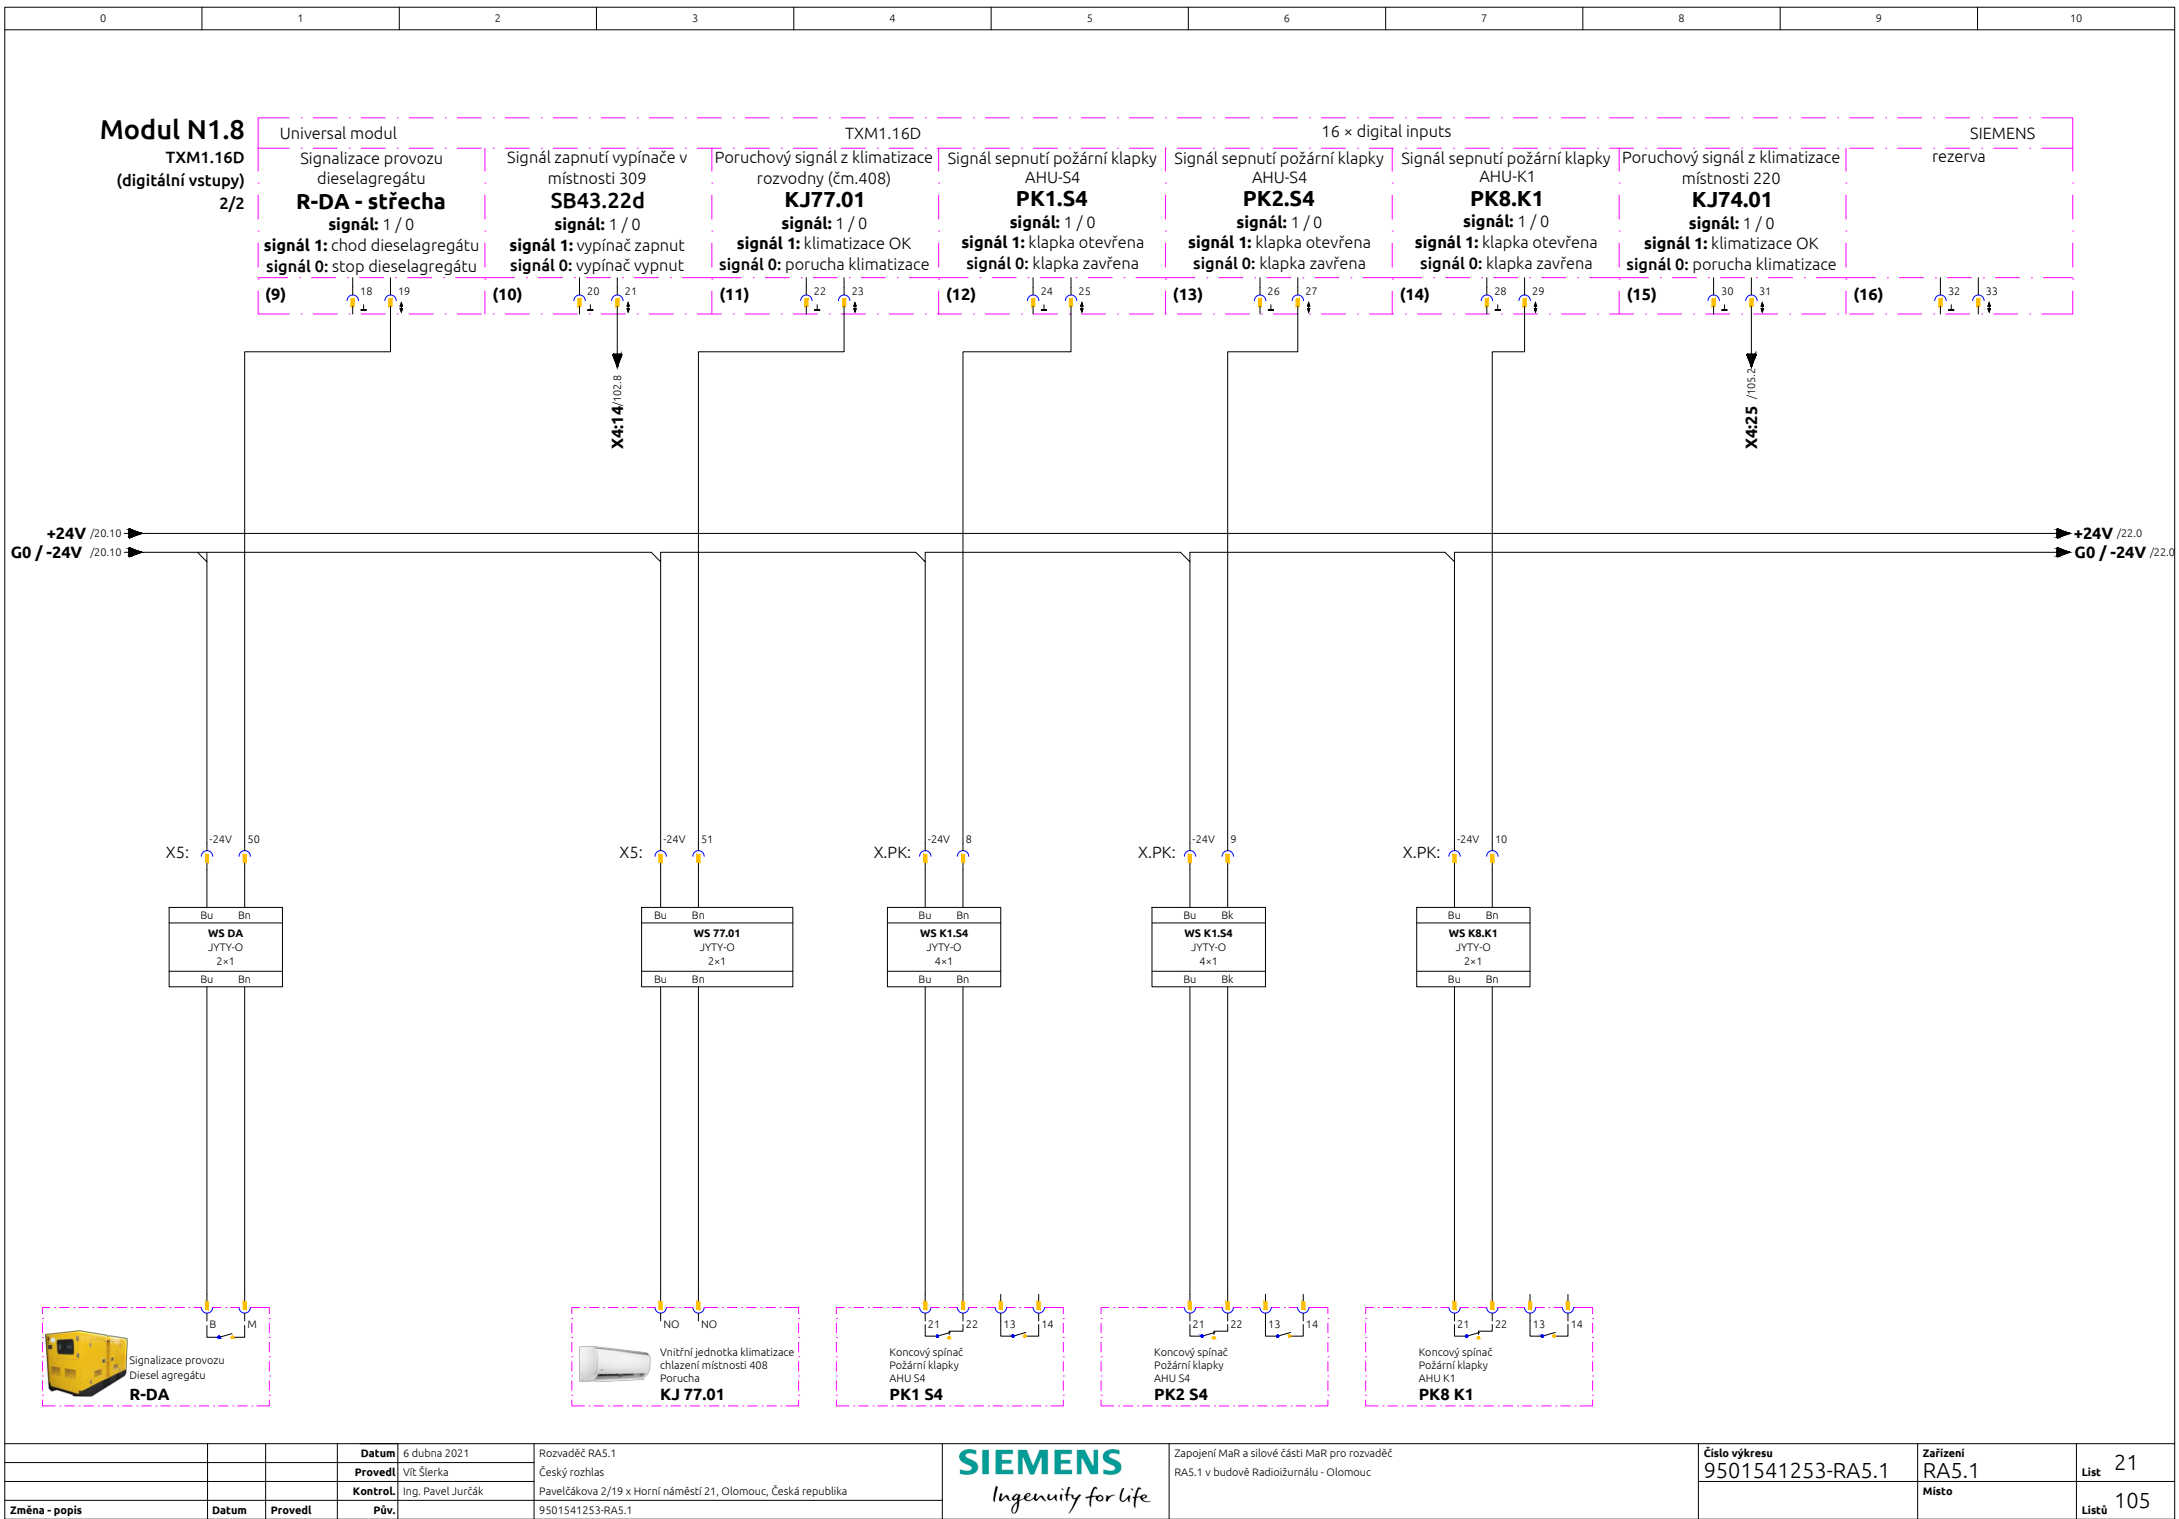 0 1 2 3 4 5 6 7 8 9 10
Modul N1.8
TXM1.16D
(digitální vstupy)
2/2
Universal modul TXM1.16D 16 × digital inputs SIEMENS
Signalizace provozu
dieselagregátu
R-DA - střecha
signál: 1 / 0
signál 1: chod dieselagregátu
signál 0: stop dieselagregátu
Signál zapnutí vypínače v
místnosti 309
SB43.22d
signál: 1 / 0
signál 1: vypínač zapnut
signál 0: vypínač vypnut
Poruchový signál z klimatizace
rozvodny (čm.408)
KJ77.01
signál: 1 / 0
signál 1: klimatizace OK
signál 0: porucha klimatizace
Signál sepnutí požární klapky
AHU-S4
PK1.S4
signál: 1 / 0
signál 1: klapka otevřena
signál 0: klapka zavřena
Signál sepnutí požární klapky
AHU-S4
PK2.S4
signál: 1 / 0
signál 1: klapka otevřena
signál 0: klapka zavřena
Signál sepnutí požární klapky
AHU-K1
PK8.K1
signál: 1 / 0
signál 1: klapka otevřena
signál 0: klapka zavřena
Poruchový signál z klimatizace
místnosti 220
KJ74.01
signál: 1 / 0
signál 1: klimatizace OK
signál 0: porucha klimatizace
rezerva
(9) 18 19 (10) 20 21 (11) 22 23 (12) 24 25 (13) 26 27 (14) 28 29 (15) 30 31 (16) 32 33
X4:14 /102.8
X4:25 /105.2
+24V /20.10
G0 / -24V /20.10
+24V /22.0
G0 / -24V /22.0
X5: -24V 50
X5: -24V 51
X.PK: -24V 8
X.PK: -24V 9
X.PK: -24V 10
Bu Bn
WS DA
JYTY-O
2×1
Bu Bn
Bu Bn
WS 77.01
JYTY-O
2×1
Bu Bn
Bu Bn
WS K1.S4
JYTY-O
4×1
Bu Bn
Bu Bk
WS K1.S4
JYTY-O
4×1
Bu Bk
Bu Bn
WS K8.K1
JYTY-O
2×1
Bu Bn
B M
Signalizace provozu
Diesel agregátu
R-DA
NO NO
Vnitřní jednotka klimatizace
chlazení místnosti 408
Porucha
KJ 77.01
21 22 13 14
Koncový spínač
Požární klapky
AHU S4
PK1 S4
21 22 13 14
Koncový spínač
Požární klapky
AHU S4
PK2 S4
21 22 13 14
Koncový spínač
Požární klapky
AHU K1
PK8 K1
Změna - popis Datum Provedl
Datum 6 dubna 2021
Provedl Vít Šlerka
Kontrol. Ing. Pavel Jurčák
Pův.
Rozvaděč RA5.1
Český rozhlas
Pavelčákova 2/19 x Horní náměstí 21, Olomouc, Česká republika
9501541253-RA5.1
SIEMENS
Ingenuity for life
Zapojení MaR a silové části MaR pro rozvaděč
RA5.1 v budově Radioižurnálu - Olomouc
Číslo výkresu
9501541253-RA5.1
Zařízení
RA5.1
Místo
List 21
Listů 105